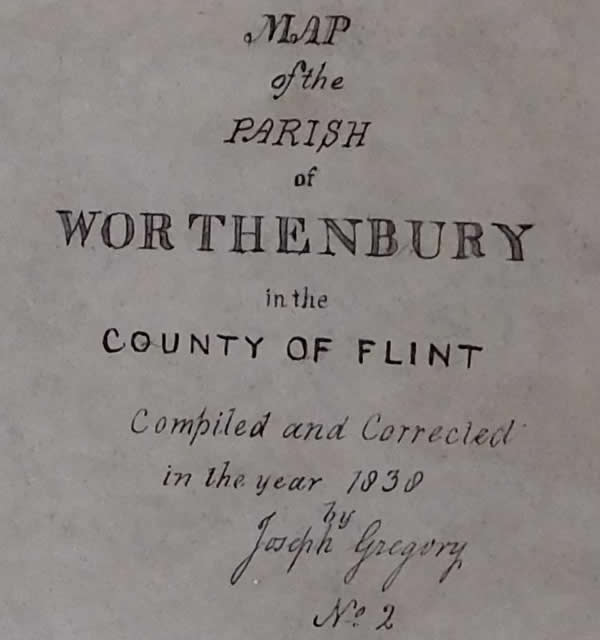 MAP
of the
PARISH
of
WORTHENBURY
in the
COUNTY OF FLINT
Compiled and Corrected
in the year 1838
by
Joseph Gregory
No. 2